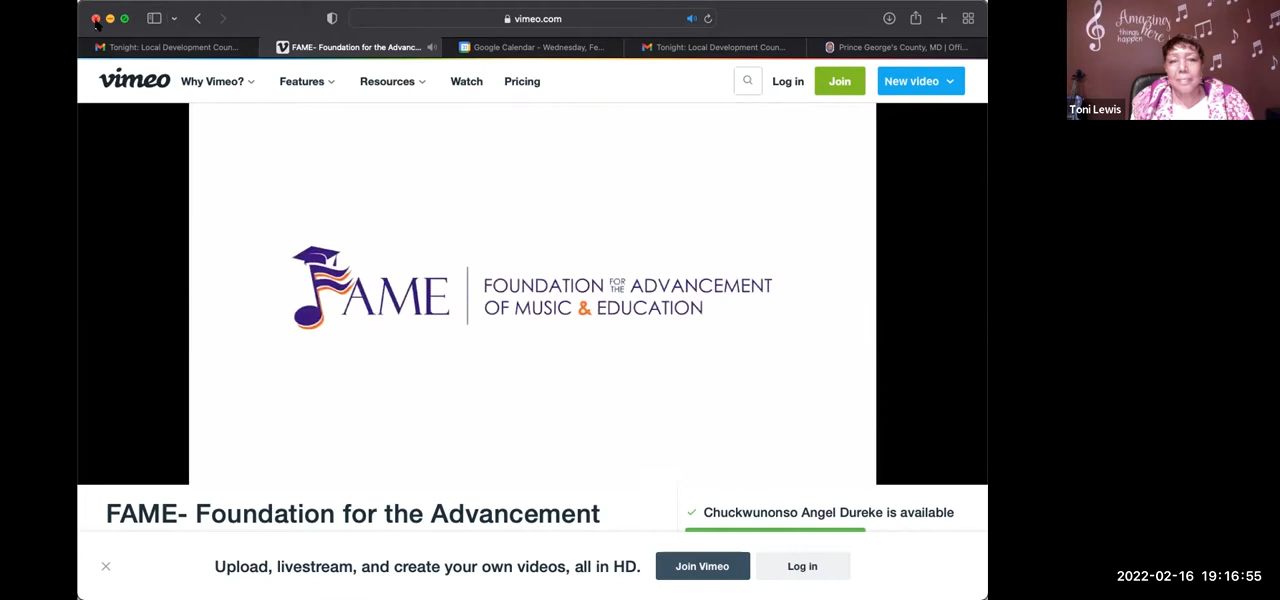 vimeo.com
Tonight: Local Development Coun...
FAME- Foundation for the Advanc...
Google Calendar - Wednesday, Fe...
Tonight: Local Development Coun...
Prince George's County, MD | Offi...
vimeo
Why Vimeo?
Features
Resources
Watch
Pricing
Log in
Join
New video
FAME
FOUNDATION FOR THE ADVANCEMENT
OF MUSIC & EDUCATION
FAME- Foundation for the Advancement
Chuckwunonso Angel Dureke is available
Upload, livestream, and create your own videos, all in HD.
Join Vimeo
Log in
Amazing
things here
happen
Toni Lewis
2022-02-16 19:16:55